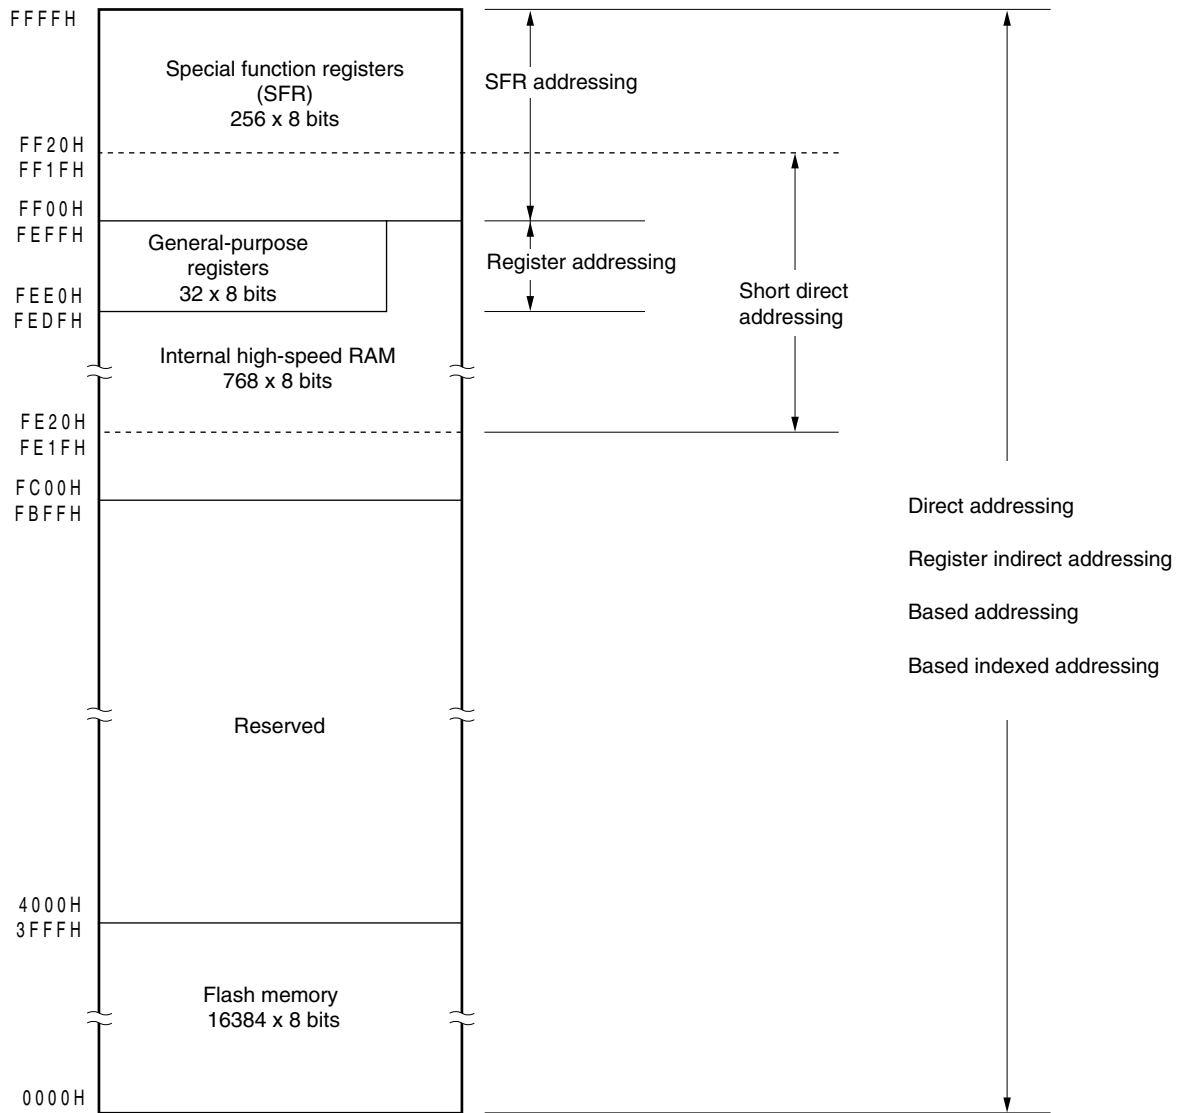 FFFFH
Special function registers
(SFR)
256 x 8 bits
SFR addressing
FF20H
FF1FH
FF00H
FEFFH
General-purpose
registers
32 x 8 bits
Register addressing
Short direct
addressing
FEE0H
FEDFH
Internal high-speed RAM
768 x 8 bits
FE20H
FE1FH
FC00H
FBFFH
Direct addressing
Register indirect addressing
Based addressing
Based indexed addressing
Reserved
4000H
3FFFH
Flash memory
16384 x 8 bits
0000H